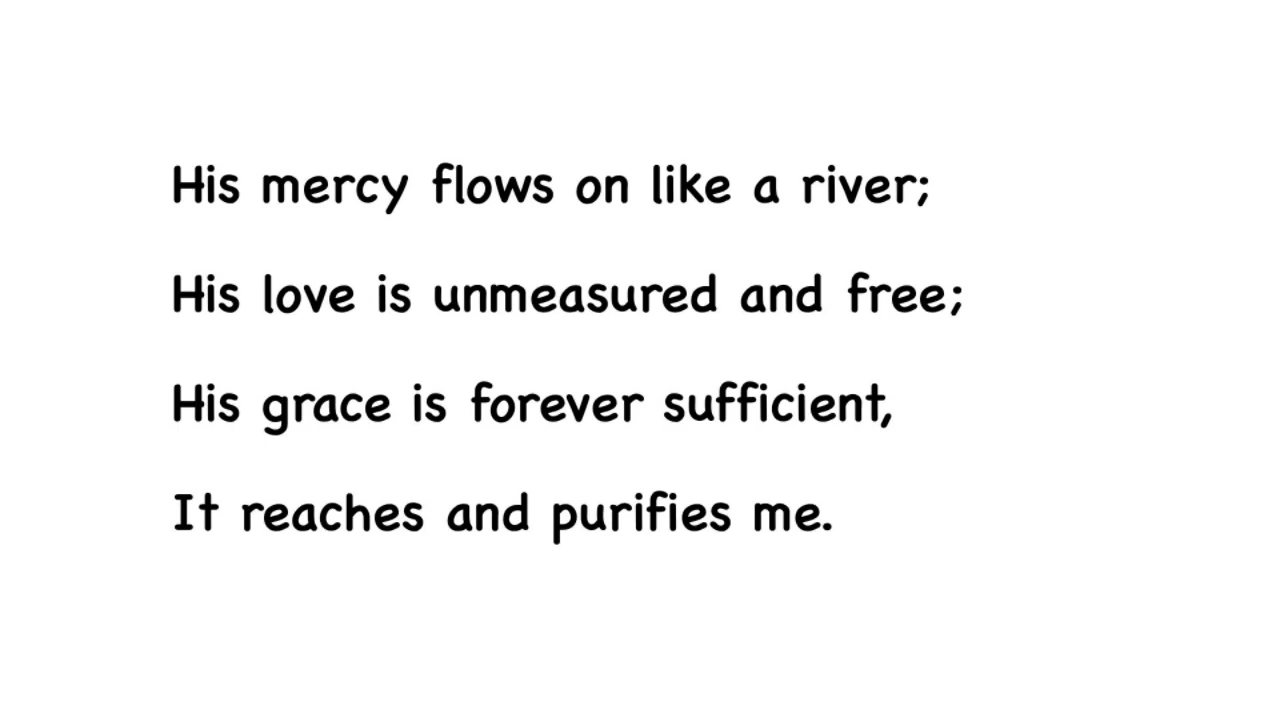 His mercy flows on like a river;
His love is unmeasured and free;
His grace is forever sufficient,
It reaches and purifies me.